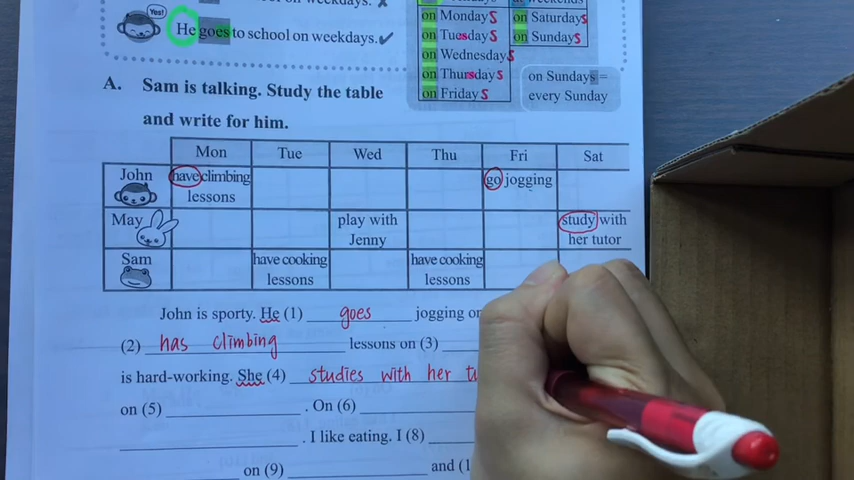 Yes!
He goes to school on weekdays. ✔
on Mondays
on Tuesdays
on Wednesdays
on Thursdays
on Fridays
on Saturdays
on Sundays
on Sundays =
every Sunday
A. Sam is talking. Study the table
and write for him.
Mon Tue Wed Thu Fri Sat
John have climbing lessons go jogging
May play with Jenny study with her tutor
Sam have cooking lessons have cooking lessons
John is sporty. He (1) goes jogging on
(2) has climbing lessons on (3)
is hard-working. She (4) studies with her
on (5) . On (6)
. I like eating. I (8)
on (9) and